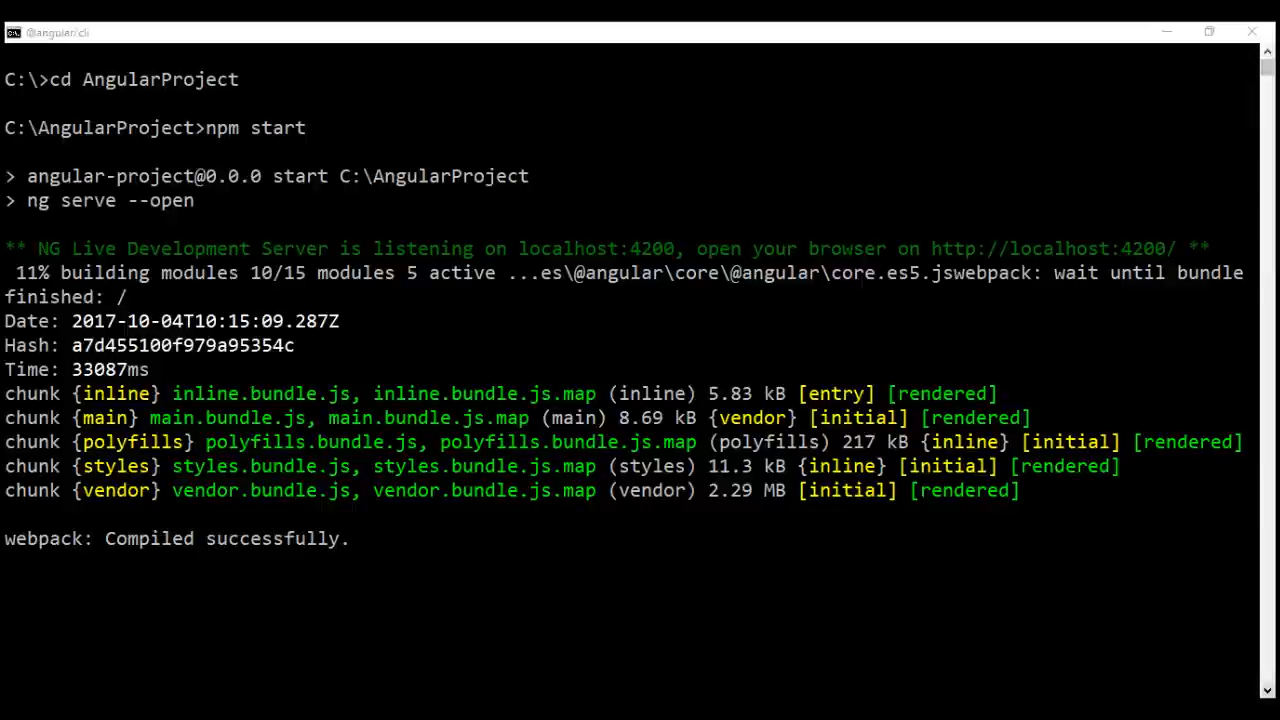 @angular/cli
C:\>cd AngularProject
C:\AngularProject>npm start
> angular-project@0.0.0 start C:\AngularProject
> ng serve --open
** NG Live Development Server is listening on localhost:4200, open your browser on http://localhost:4200/ **
11% building modules 10/15 modules 5 active ...es\@angular\core\@angular\core.es5.jswebpack: wait until bundle
finished: /
Date: 2017-10-04T10:15:09.287Z
Hash: a7d455100f979a95354c
Time: 33087ms
chunk {inline} inline.bundle.js, inline.bundle.js.map (inline) 5.83 kB [entry] [rendered]
chunk {main} main.bundle.js, main.bundle.js.map (main) 8.69 kB {vendor} [initial] [rendered]
chunk {polyfills} polyfills.bundle.js, polyfills.bundle.js.map (polyfills) 217 kB {inline} [initial] [rendered]
chunk {styles} styles.bundle.js, styles.bundle.js.map (styles) 11.3 kB {inline} [initial] [rendered]
chunk {vendor} vendor.bundle.js, vendor.bundle.js.map (vendor) 2.29 MB [initial] [rendered]
webpack: Compiled successfully.